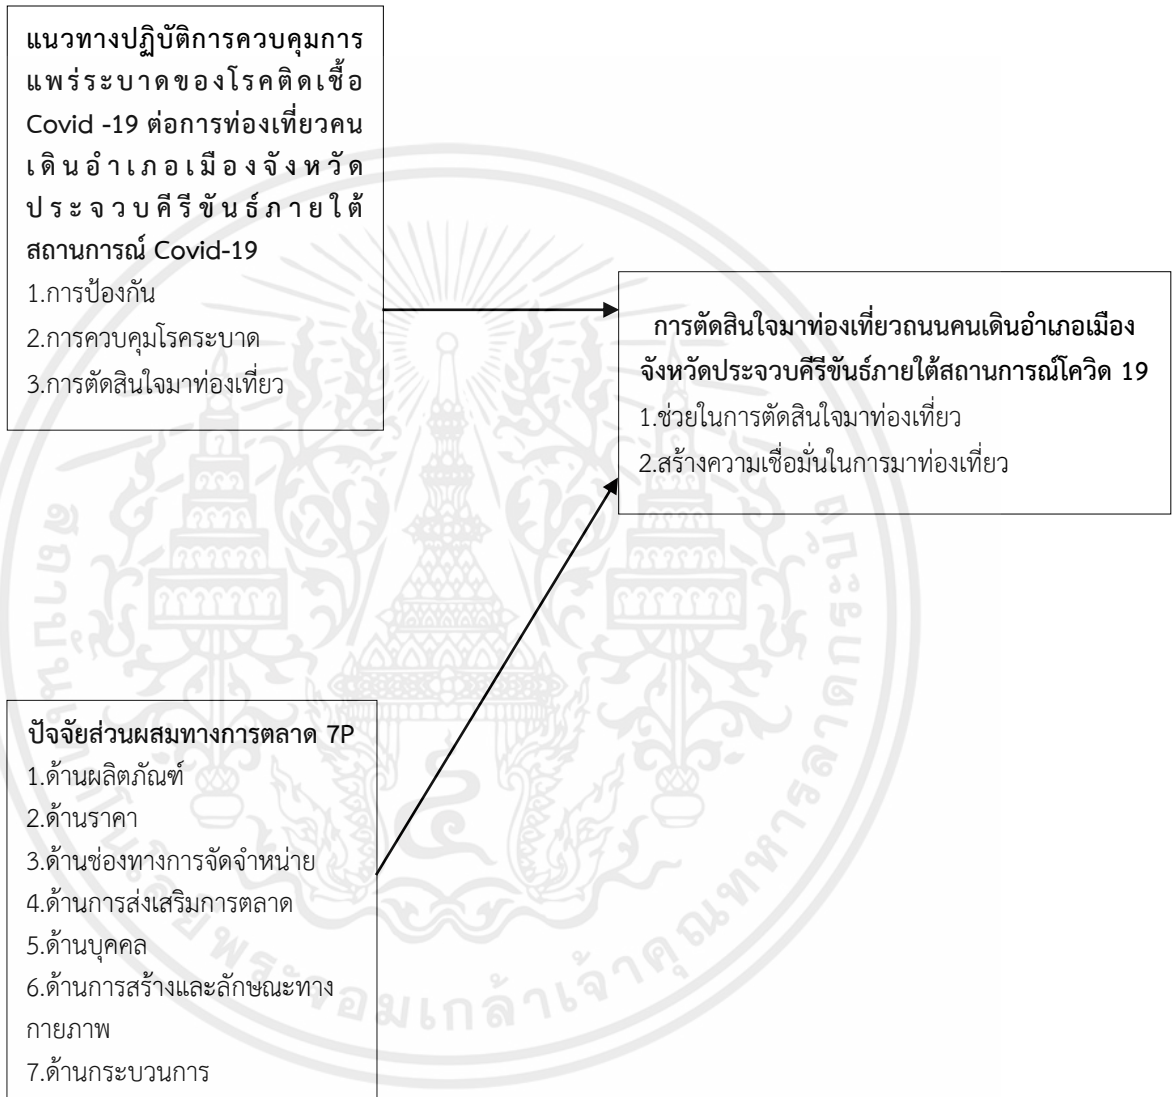 แนวทางปฏิบัติการควบคุมการ
แพร่ระบาดของโรคติดเชื้อ
Covid -19 ต่อการท่องเที่ยวคน
เดินอำเภอเมืองจังหวัด
ประจวบคีรีขันธ์ภายใต้
สถานการณ์ Covid-19
1.การป้องกัน
2.การควบคุมโรคระบาด
3.การตัดสินใจมาท่องเที่ยว
การตัดสินใจมาท่องเที่ยวถนนคนเดินอำเภอเมือง
จังหวัดประจวบคีรีขันธ์ภายใต้สถานการณ์โควิด 19
1.ช่วยในการตัดสินใจมาท่องเที่ยว
2.สร้างความเชื่อมั่นในการมาท่องเที่ยว
ปัจจัยส่วนผสมทางการตลาด 7P
1.ด้านผลิตภัณฑ์
2.ด้านราคา
3.ด้านช่องทางการจัดจำหน่าย
4.ด้านการส่งเสริมการตลาด
5.ด้านบุคคล
6.ด้านการสร้างและลักษณะทาง
กายภาพ
7.ด้านกระบวนการ